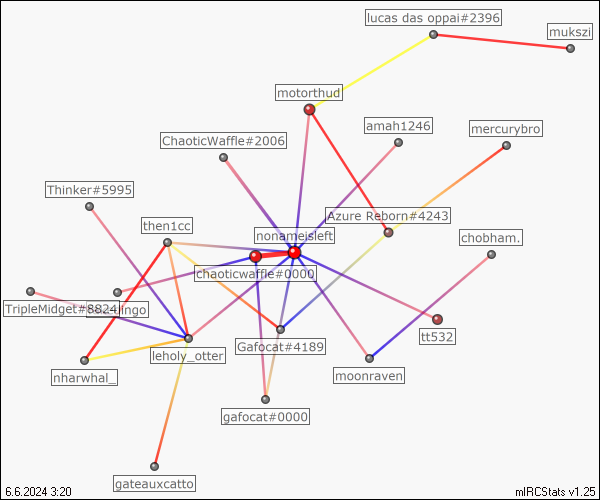 lucas das oppai#2396
mukszi
motorthud
amah1246
mercurybro
ChaoticWaffle#2006
Thinker#5995
Azure Reborn#4243
then1cc
nonameisleft
chobham.
chaoticwaffle#0000
TripleMidget#8824
lingo
tt532
Gafocat#4189
leholy_otter
moonraven
nharwhal_
gafocat#0000
gateauxcatto
6.6.2024 3:20
mIRCStats v1.25